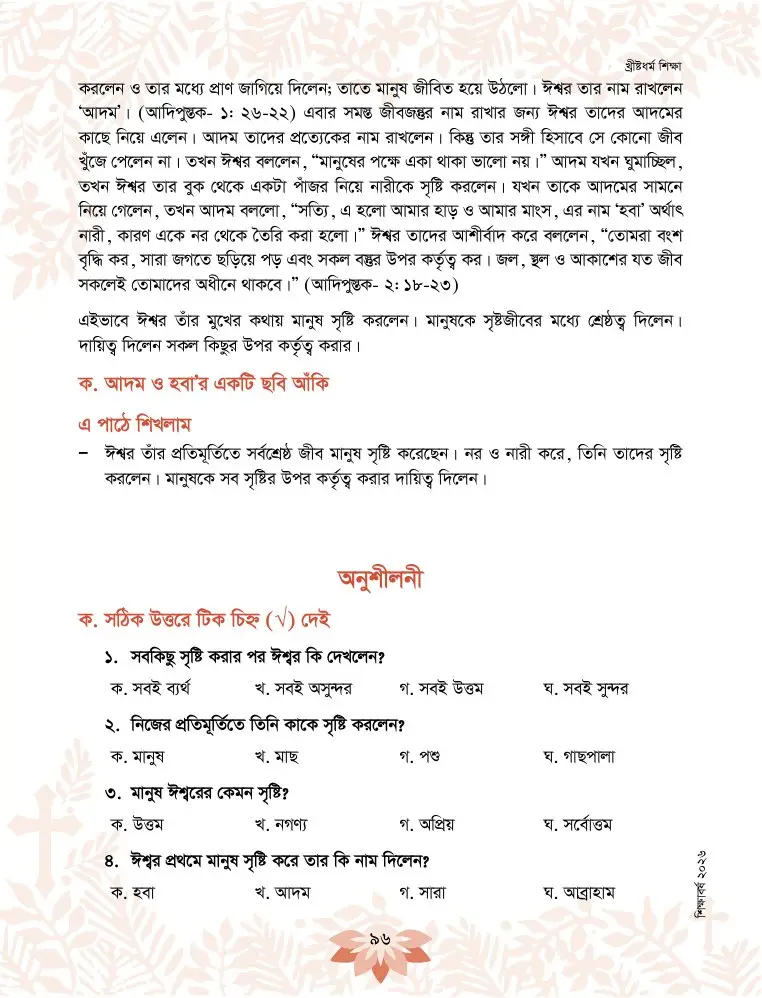 খ্রীষ্টধর্ম শিক্ষা
করলেন ও তার মধ্যে প্রাণ জাগিয়ে দিলেন; তাতে মানুষ জীবিত হয়ে উঠলো। ঈশ্বর তার নাম রাখলেন
‘আদম’। (আদিপুস্তক- ১: ২৬-২২) এবার সমস্ত জীবজন্তুর নাম রাখার জন্য ঈশ্বর তাদের আদমের
কাছে নিয়ে এলেন। আদম তাদের প্রত্যেকের নাম রাখলেন। কিন্তু তার সঙ্গী হিসাবে সে কোনো জীব
খুঁজে পেলেন না। তখন ঈশ্বর বললেন, “মানুষের পক্ষে একা থাকা ভালো নয়।” আদম যখন ঘুমাচ্ছিল,
তখন ঈশ্বর তার বুক থেকে একটা পাঁজর নিয়ে নারীকে সৃষ্টি করলেন। যখন তাকে আদমের সামনে
নিয়ে গেলেন, তখন আদম বললো, “সত্যি, এ হলো আমার হাড় ও আমার মাংস, এর নাম ‘হবা’ অর্থাৎ
নারী, কারণ একে নর থেকে তৈরি করা হলো।” ঈশ্বর তাদের আশীর্বাদ করে বললেন, “তোমরা বংশ
বৃদ্ধি কর, সারা জগতে ছড়িয়ে পড় এবং সকল বস্তুর উপর কর্তৃত্ব কর। জল, স্থল ও আকাশের যত জীব
সকলেই তোমাদের অধীনে থাকবে।” (আদিপুস্তক- ২: ১৮-২৩)
এইভাবে ঈশ্বর তাঁর মুখের কথায় মানুষ সৃষ্টি করলেন। মানুষকে সৃষ্টজীবের মধ্যে শ্রেষ্ঠত্ব দিলেন।
দায়িত্ব দিলেন সকল কিছুর উপর কর্তৃত্ব করার।
ক. আদম ও হবা’র একটি ছবি আঁকি
এ পাঠে শিখলাম
– ঈশ্বর তাঁর প্রতিমূর্তিতে সর্বশ্রেষ্ঠ জীব মানুষ সৃষ্টি করেছেন। নর ও নারী করে, তিনি তাদের সৃষ্টি
করলেন। মানুষকে সব সৃষ্টির উপর কর্তৃত্ব করার দায়িত্ব দিলেন।
অনুশীলনী
ক. সঠিক উত্তরে টিক চিহ্ন (√) দেই
১. সবকিছু সৃষ্টি করার পর ঈশ্বর কি দেখলেন?
ক. সবই ব্যর্থ খ. সবই অসুন্দর গ. সবই উত্তম ঘ. সবই সুন্দর
২. নিজের প্রতিমূর্তিতে তিনি কাকে সৃষ্টি করলেন?
ক. মানুষ খ. মাছ গ. পশু ঘ. গাছপালা
৩. মানুষ ঈশ্বরের কেমন সৃষ্টি?
ক. উত্তম খ. নগণ্য গ. অপ্রিয় ঘ. সর্বোত্তম
৪. ঈশ্বর প্রথমে মানুষ সৃষ্টি করে তার কি নাম দিলেন?
ক. হবা খ. আদম গ. সারা ঘ. আব্রাহাম
শিক্ষাবর্ষ ২০২৬
৯৬